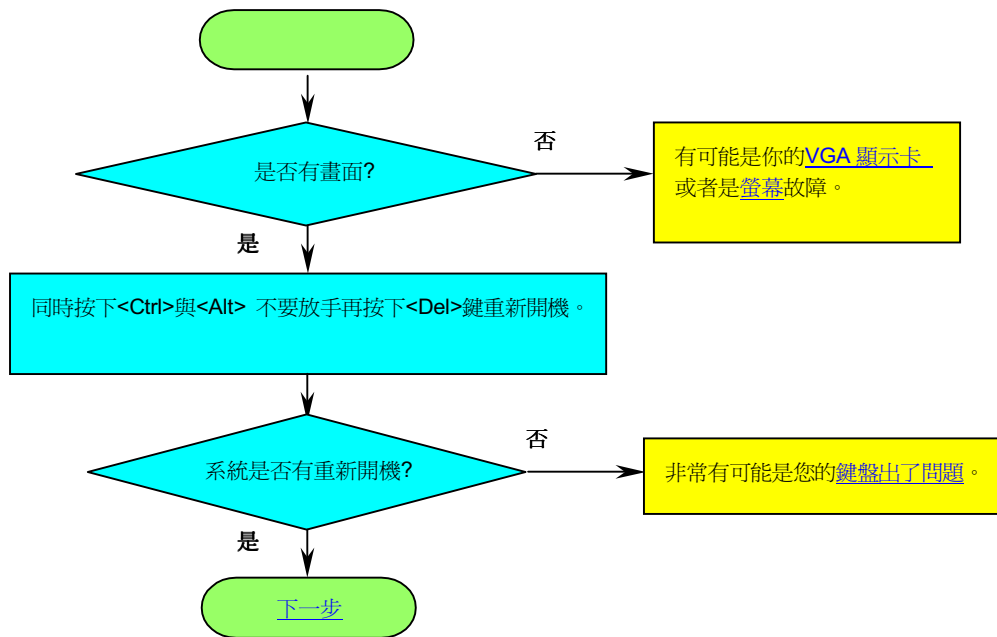 是否有畫面?
否
有可能是你的VGA 顯示卡
或者是螢幕故障。
是
同時按下<Ctrl>與<Alt> 不要放手再按下<Del>鍵重新開機。
系統是否有重新開機?
否
非常有可能是您的鍵盤出了問題。
是
下一步